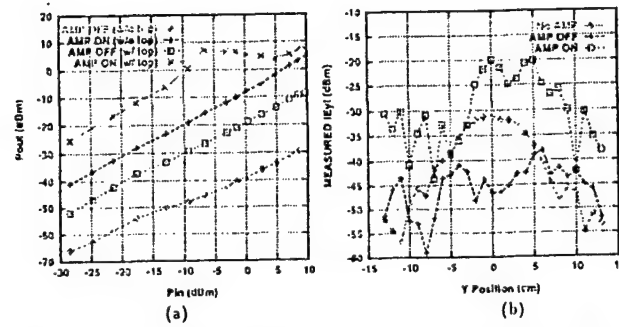 20
10
0
-10
-20
-30
-40
-50
-60
-70
AMP OFF (w/o top)
AMP ON (w/o top)
AMP OFF (w/ top)
AMP ON (w/ top)
Pout (dBm)
-30 -25 -20 -15 -10 -5 0 5 10
Pin (dBm)
(a)
-10
-15
-20
-25
-30
-35
-40
-45
-50
-55
-60
No AMP
AMP OFF
AMP ON
MEASURED |Ey| (dBm)
-15 -10 -5 0 5 10 15
Y Position (cm)
(b)